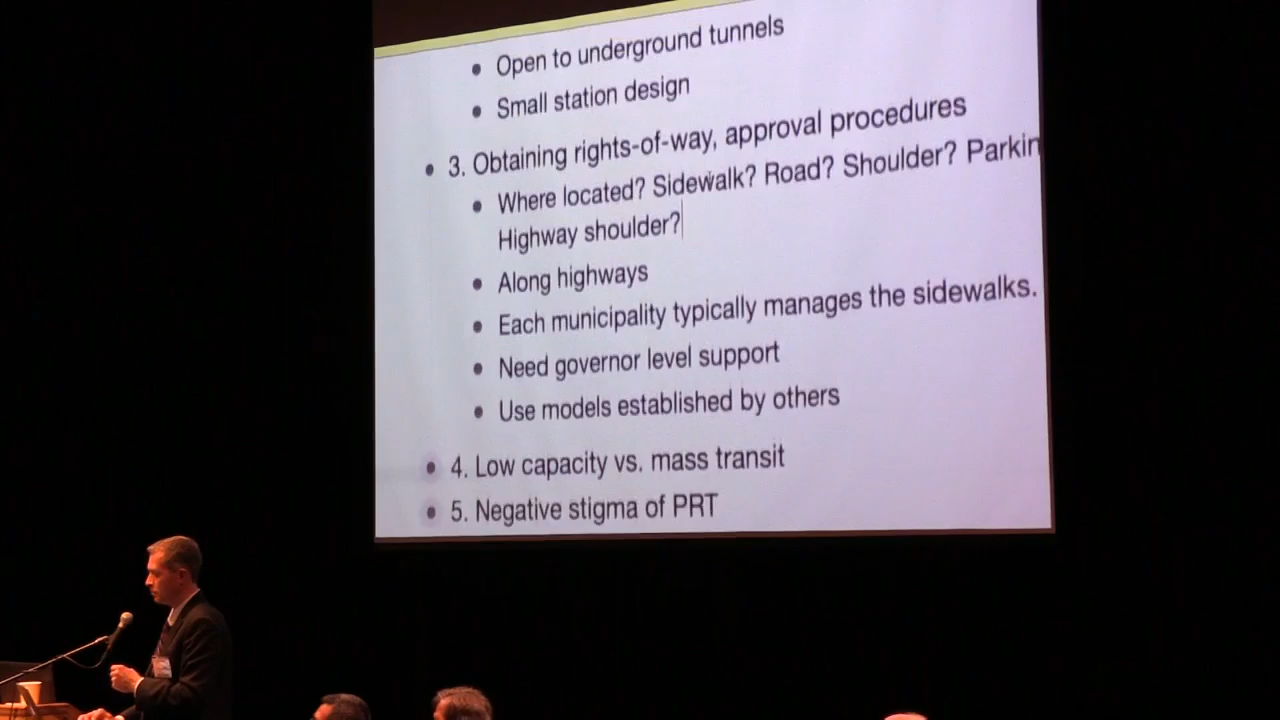 • Open to underground tunnels
• Small station design
• 3. Obtaining rights-of-way, approval procedures
• Where located? Sidewalk? Road? Shoulder? Parkin
Highway shoulder?
• Along highways
• Each municipality typically manages the sidewalks.
• Need governor level support
• Use models established by others
• 4. Low capacity vs. mass transit
• 5. Negative stigma of PRT